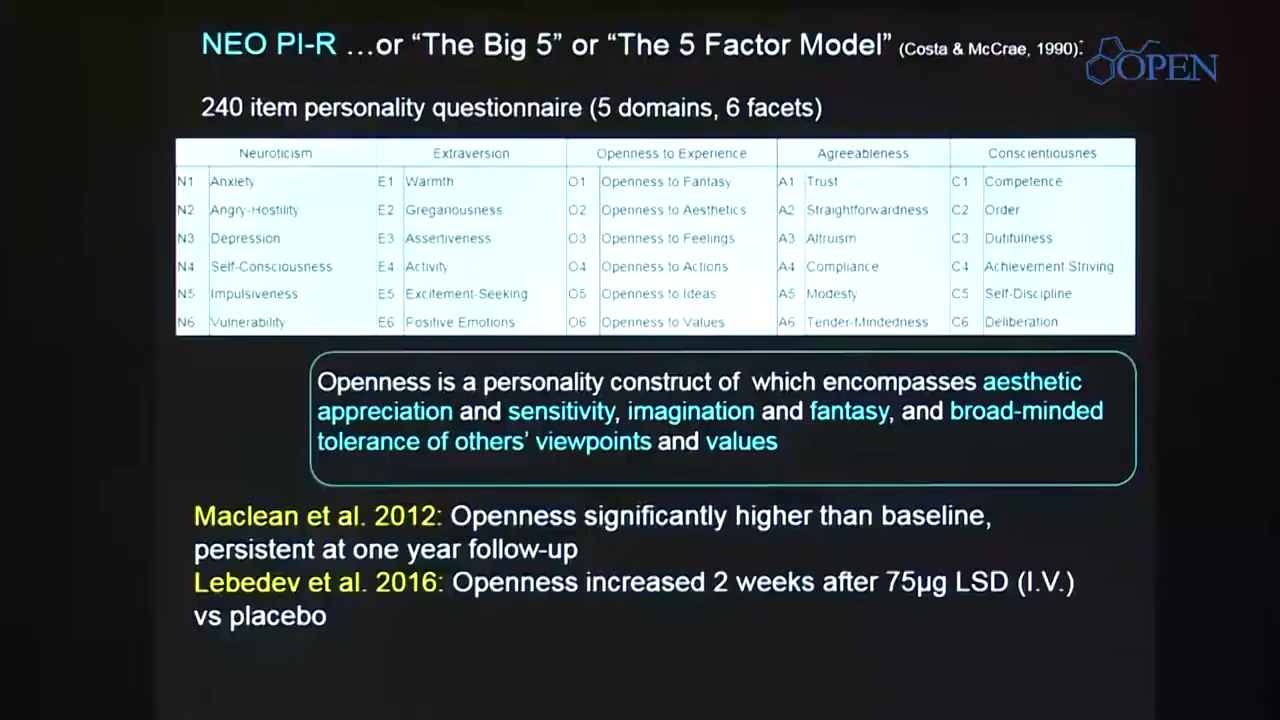 NEO PI-R …or “The Big 5” or “The 5 Factor Model” (Costa & McCrae, 1990):
OPEN
240 item personality questionnaire (5 domains, 6 facets)
Neuroticism Extraversion Openness to Experience Agreeableness Conscientiousnes
N1 Anxiety E1 Warmth O1 Openness to Fantasy A1 Trust C1 Competence
N2 Angry-Hostility E2 Gregariousness O2 Openness to Aesthetics A2 Straightforwardness C2 Order
N3 Depression E3 Assertiveness O3 Openness to Feelings A3 Altruism C3 Dutifulness
N4 Self-Consciousness E4 Activity O4 Openness to Actions A4 Compliance C4 Achievement Striving
N5 Impulsiveness E5 Excitement-Seeking O5 Openness to Ideas A5 Modesty C5 Self-Discipline
N6 Vulnerability E6 Positive Emotions O6 Openness to Values A6 Tender-Mindedness C6 Deliberation
Openness is a personality construct of which encompasses aesthetic
appreciation and sensitivity, imagination and fantasy, and broad-minded
tolerance of others’ viewpoints and values
Maclean et al. 2012: Openness significantly higher than baseline,
persistent at one year follow-up
Lebedev et al. 2016: Openness increased 2 weeks after 75µg LSD (I.V.)
vs placebo